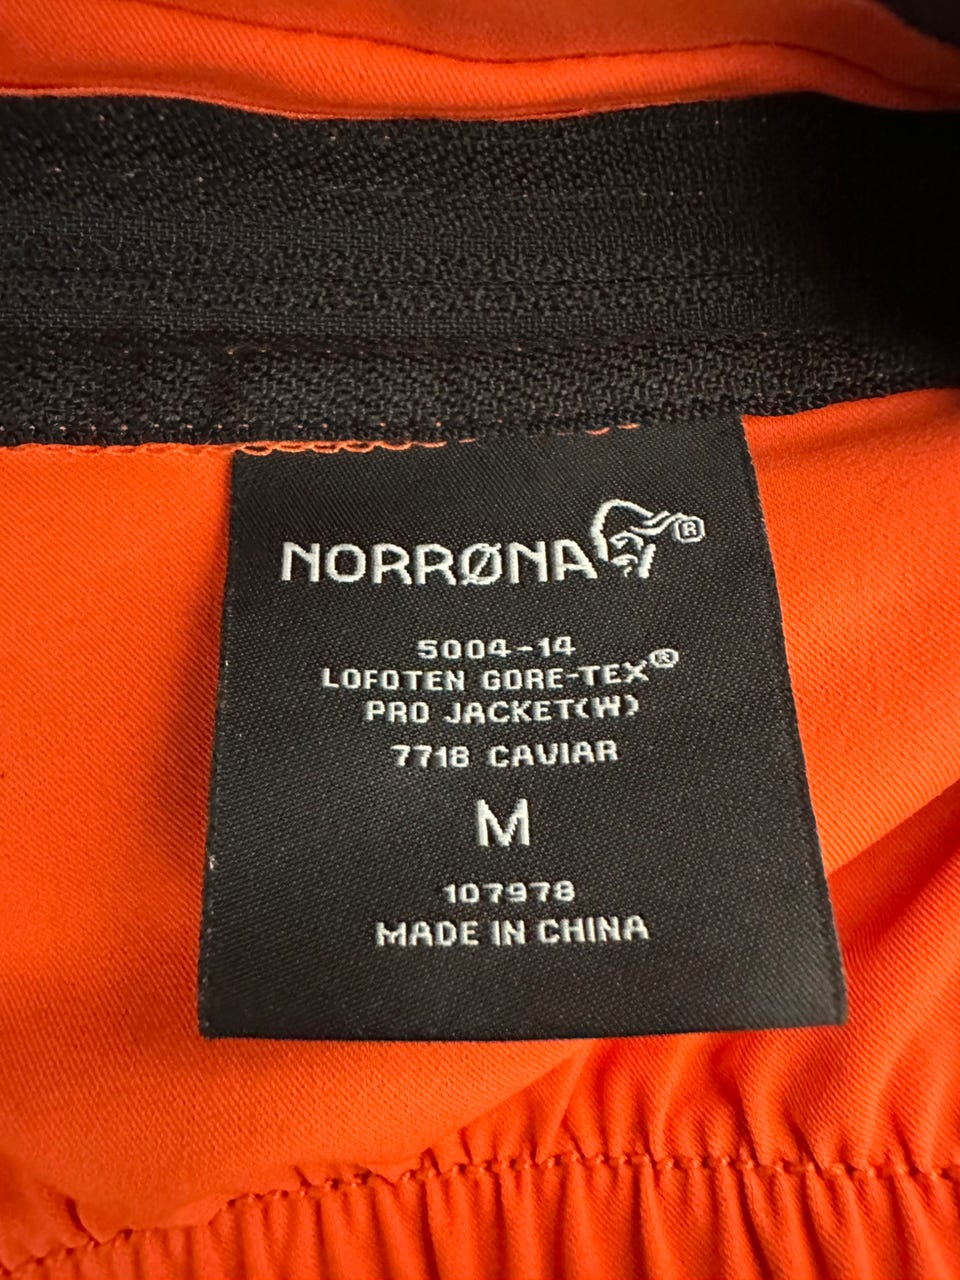 NORRØNA®
5004-14
LOFOTEN GORE-TEX®
PRO JACKET(W)
7718 CAVIAR
M
107978
MADE IN CHINA